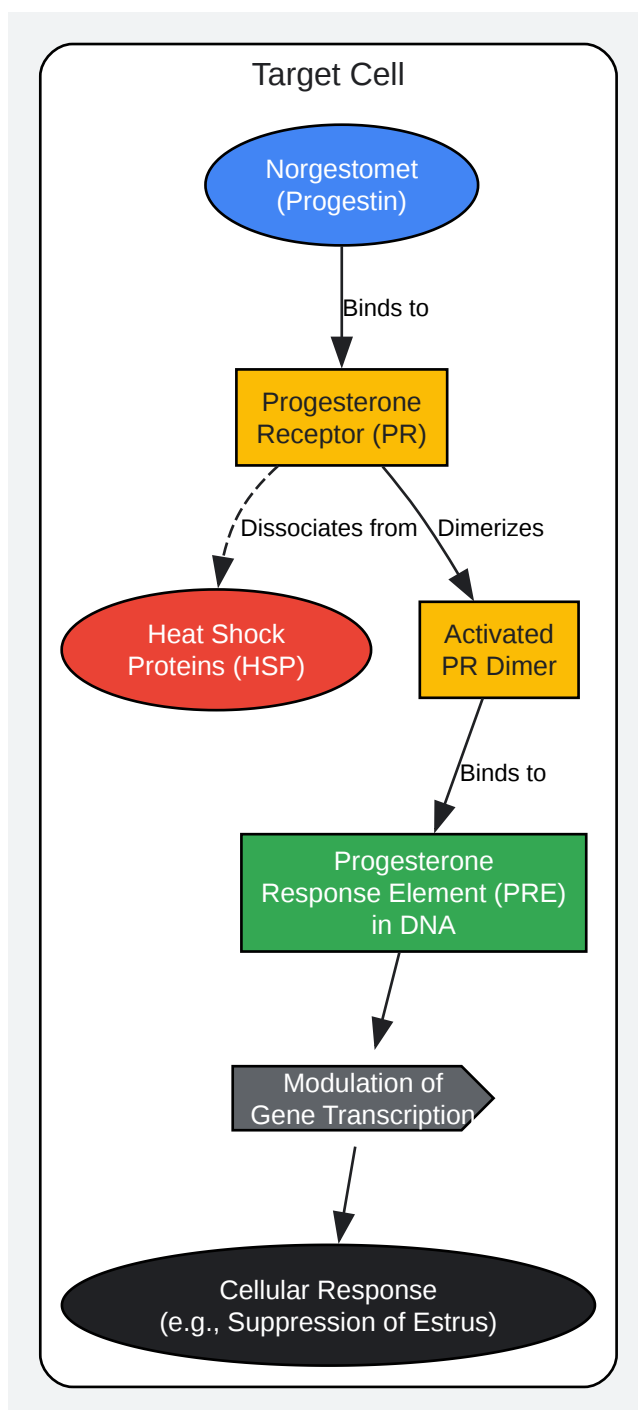 Target Cell
Norgestomet
(Progestin)
Binds to
Progesterone
Receptor (PR)
Dissociates from
Dimerizes
Heat Shock
Proteins (HSP)
Activated
PR Dimer
Binds to
Progesterone
Response Element (PRE)
in DNA
Modulation of
Gene Transcription
Cellular Response
(e.g., Suppression of Estrus)